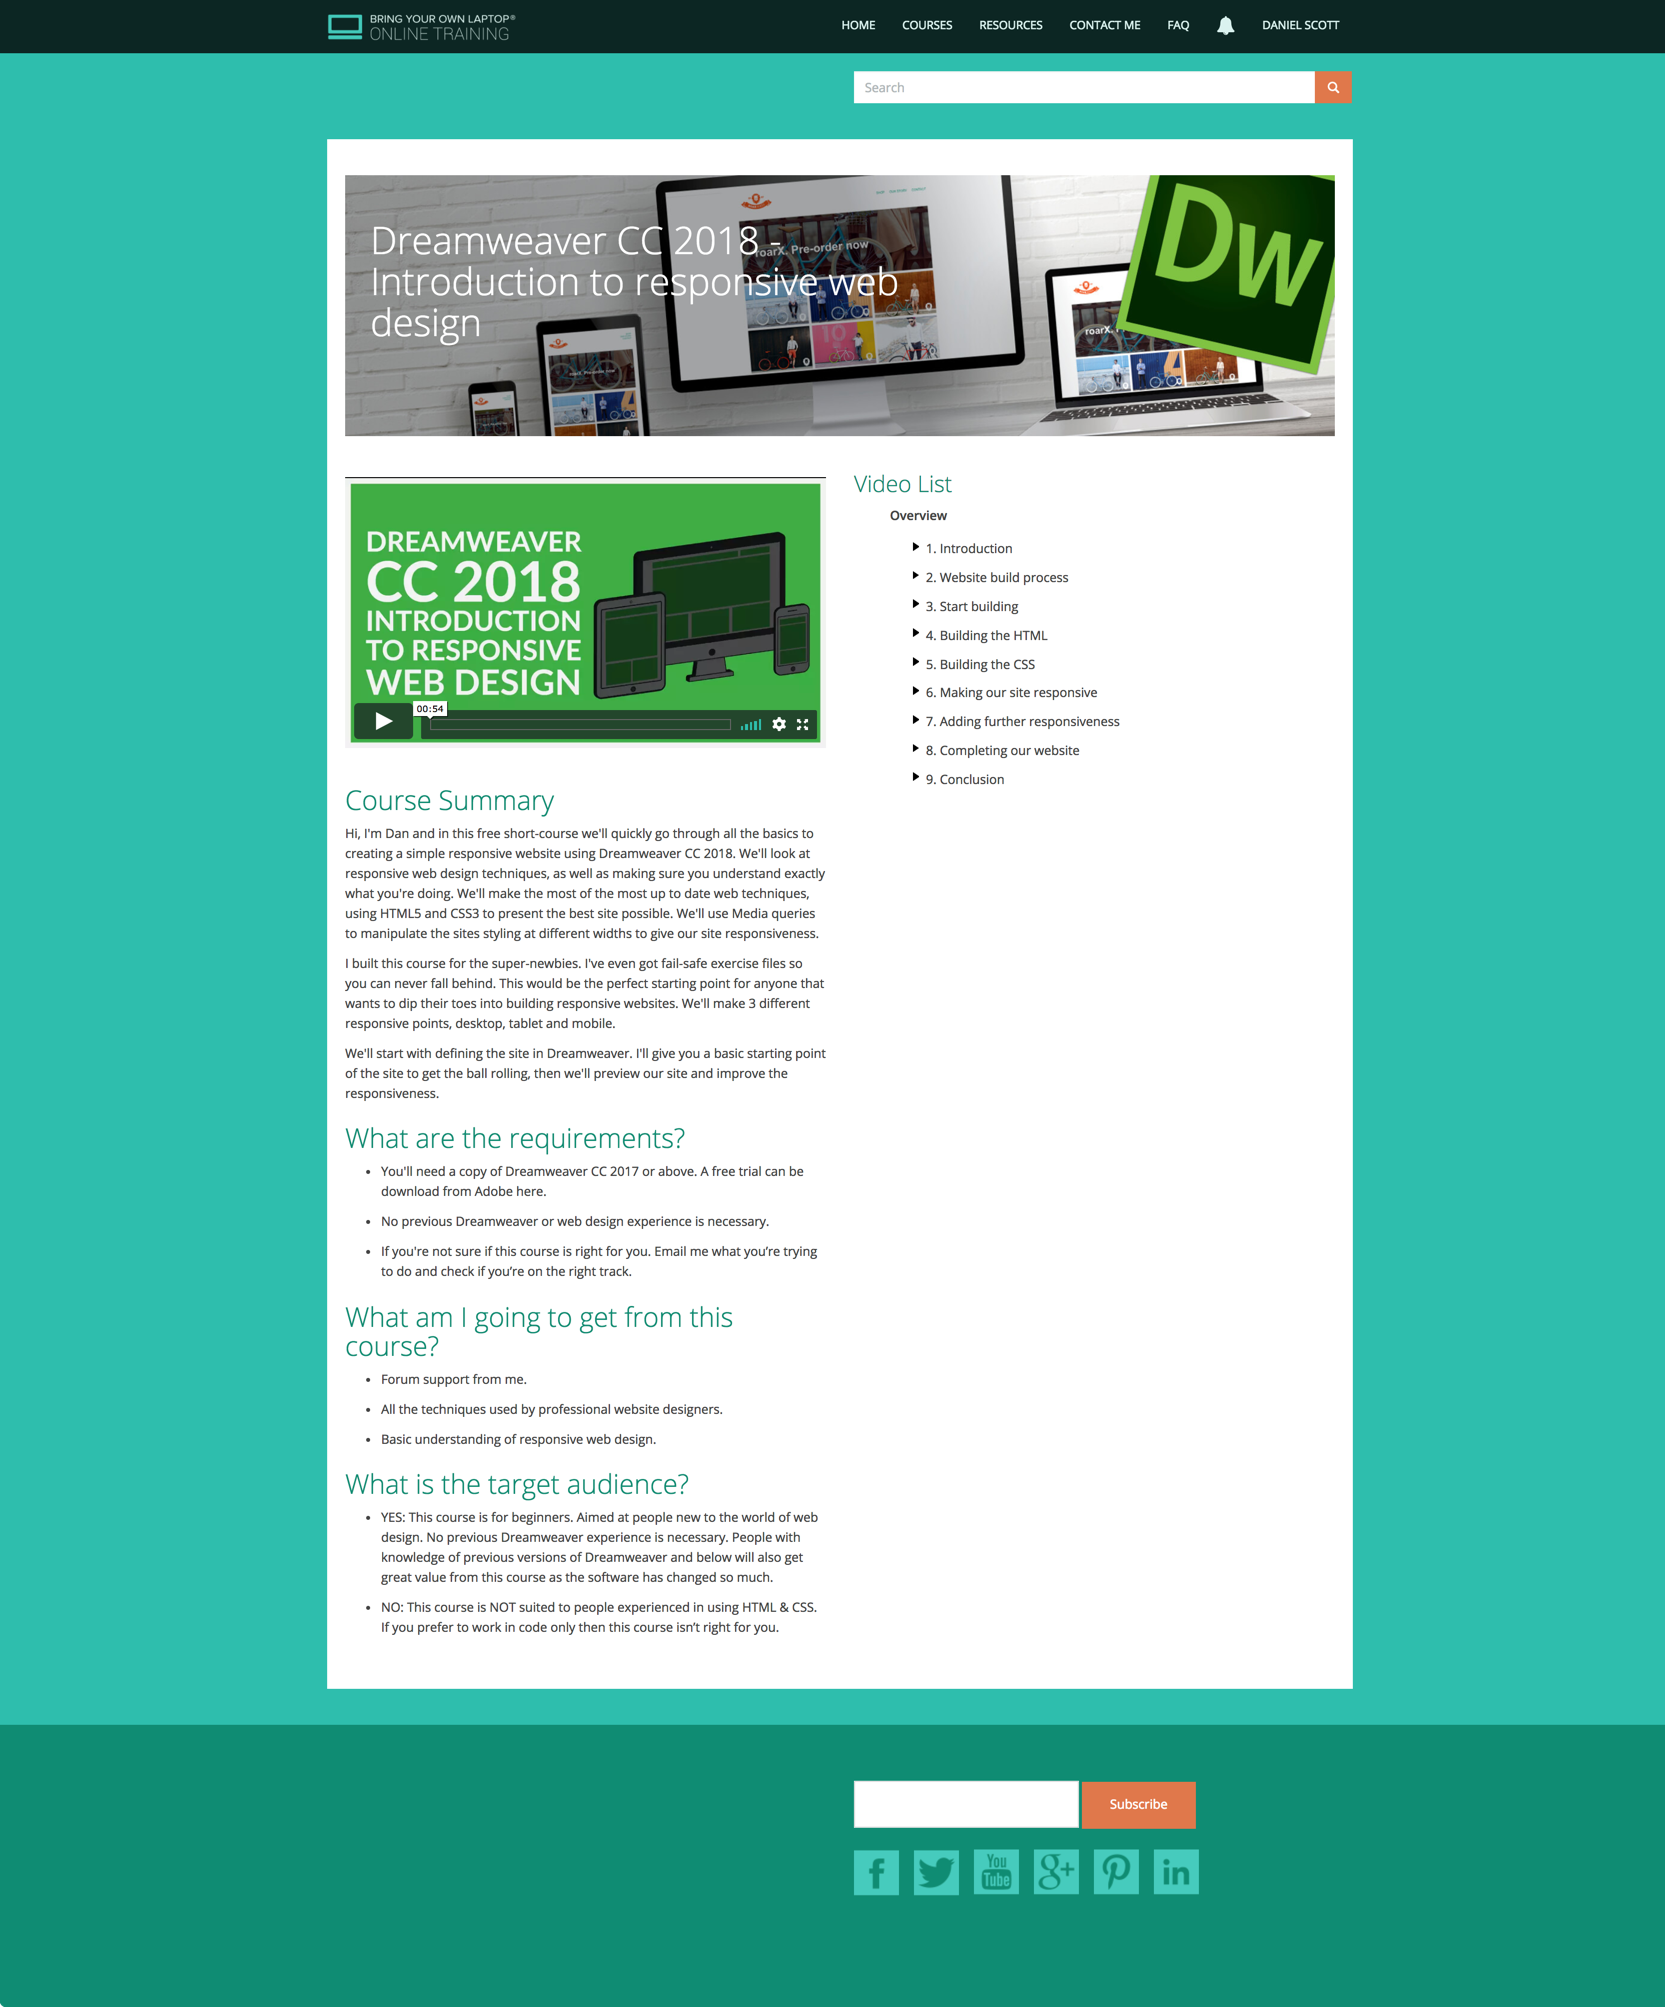 BRING YOUR OWN LAPTOP®
ONLINE TRAINING
HOME COURSES RESOURCES CONTACT ME FAQ DANIEL SCOTT
Search
Dreamweaver CC 2018 -
Introduction to responsive web
design
roarX. Pre-order now
roarX.
Dw
DREAMWEAVER
CC 2018
INTRODUCTION
TO RESPONSIVE
WEB DESIGN
00:54
Video List
Overview
1. Introduction
2. Website build process
3. Start building
4. Building the HTML
5. Building the CSS
6. Making our site responsive
7. Adding further responsiveness
8. Completing our website
9. Conclusion
Course Summary
Hi, I'm Dan and in this free short-course we'll quickly go through all the basics to
creating a simple responsive website using Dreamweaver CC 2018. We'll look at
responsive web design techniques, as well as making sure you understand exactly
what you're doing. We'll make the most of the most up to date web techniques,
using HTML5 and CSS3 to present the best site possible. We'll use Media queries
to manipulate the sites styling at different widths to give our site responsiveness.
I built this course for the super-newbies. I've even got fail-safe exercise files so
you can never fall behind. This would be the perfect starting point for anyone that
wants to dip their toes into building responsive websites. We'll make 3 different
responsive points, desktop, tablet and mobile.
We'll start with defining the site in Dreamweaver. I'll give you a basic starting point
of the site to get the ball rolling, then we'll preview our site and improve the
responsiveness.
What are the requirements?
• You'll need a copy of Dreamweaver CC 2017 or above. A free trial can be
download from Adobe here.
• No previous Dreamweaver or web design experience is necessary.
• If you're not sure if this course is right for you. Email me what you’re trying
to do and check if you’re on the right track.
What am I going to get from this
course?
• Forum support from me.
• All the techniques used by professional website designers.
• Basic understanding of responsive web design.
What is the target audience?
• YES: This course is for beginners. Aimed at people new to the world of web
design. No previous Dreamweaver experience is necessary. People with
knowledge of previous versions of Dreamweaver and below will also get
great value from this course as the software has changed so much.
• NO: This course is NOT suited to people experienced in using HTML & CSS.
If you prefer to work in code only then this course isn’t right for you.
Subscribe
f You Tube g+ in